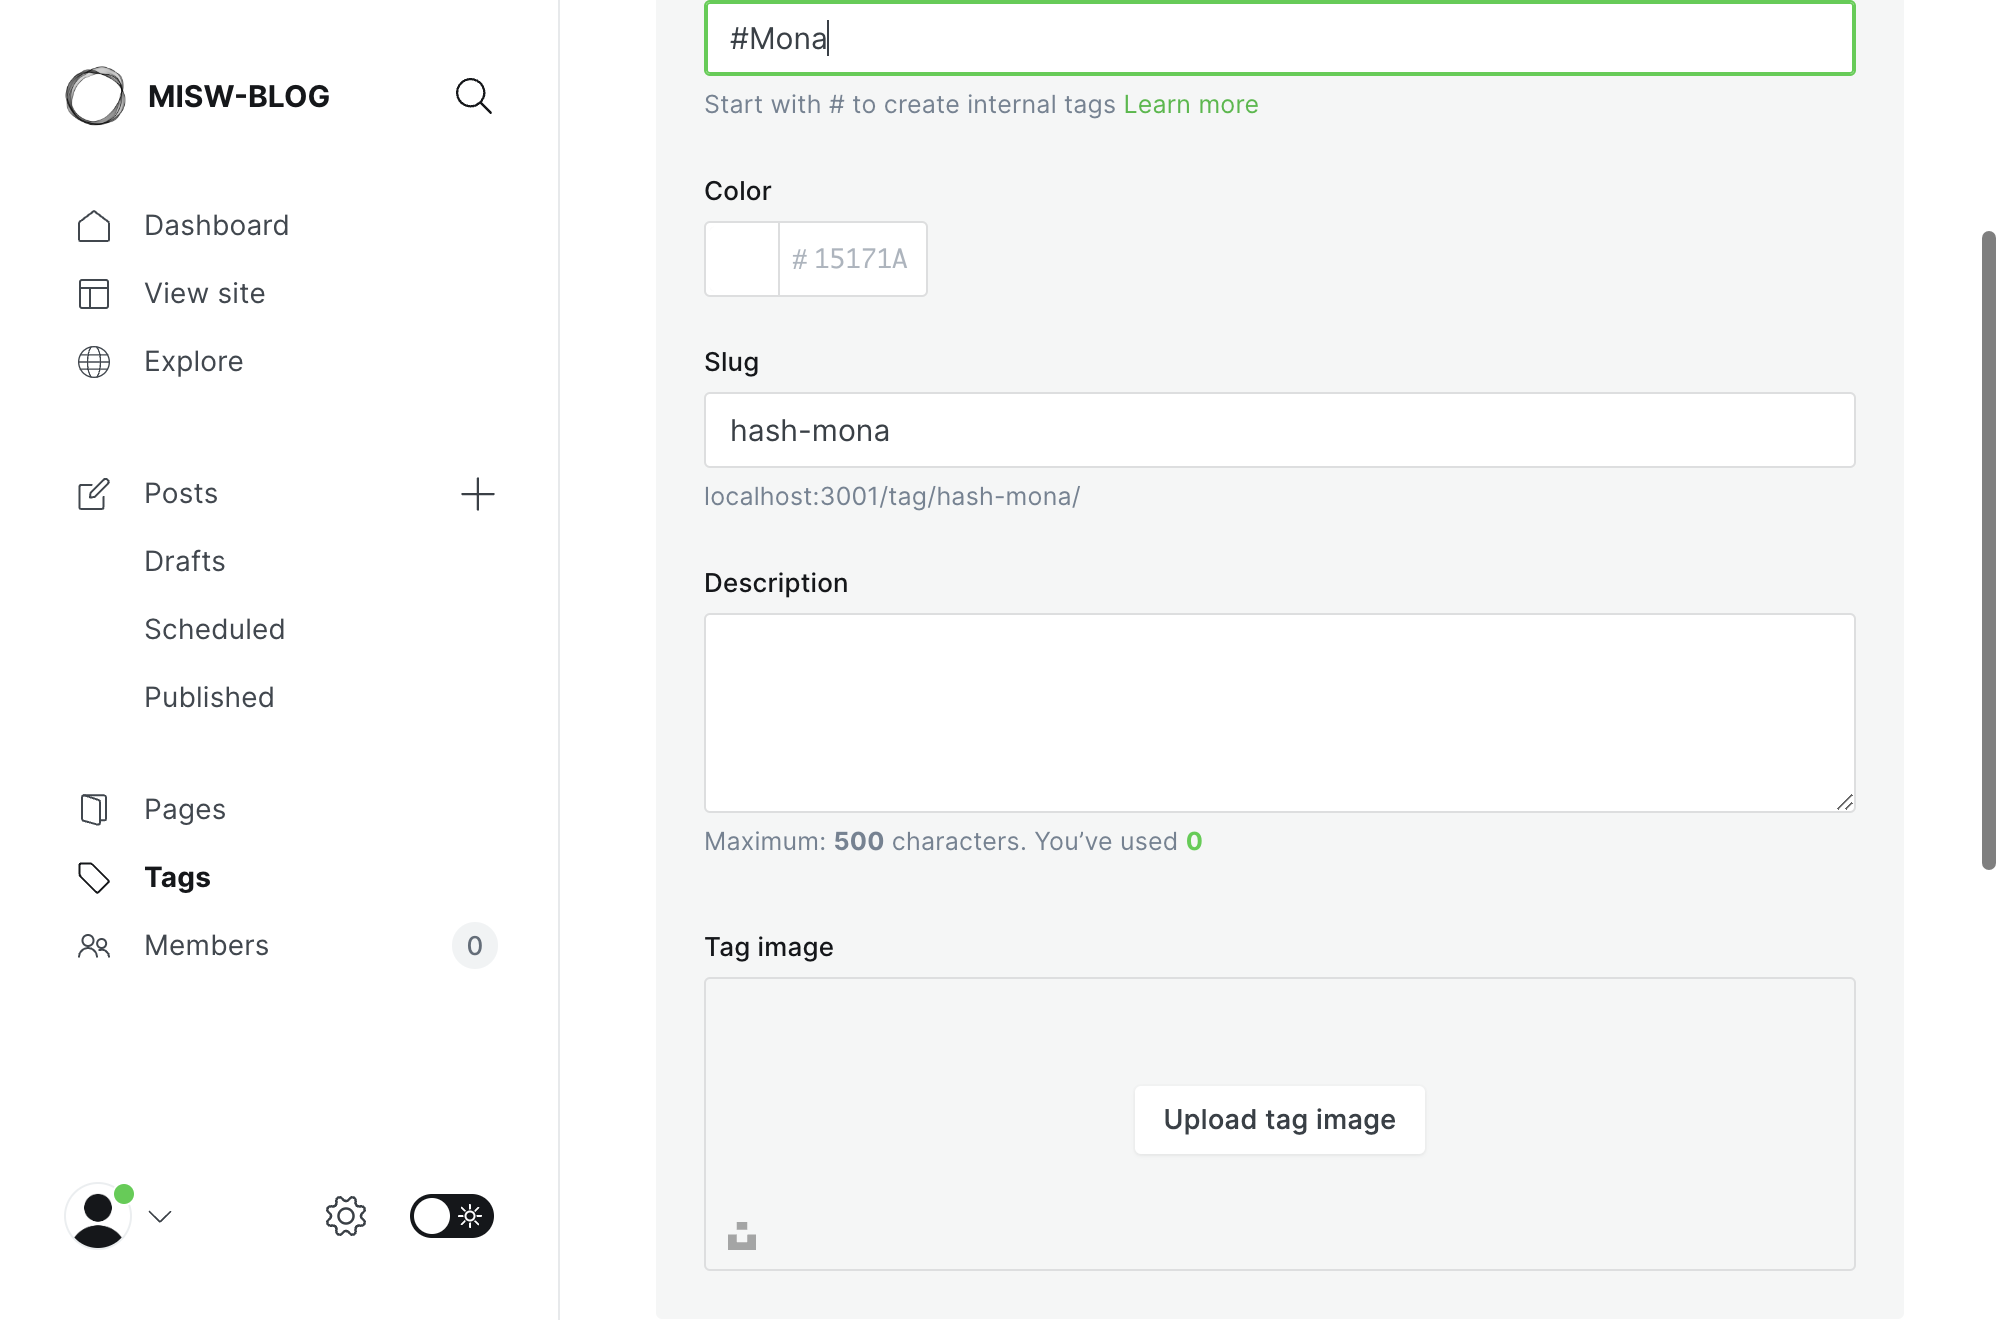 MISW-BLOG
Dashboard
View site
Explore
Posts
Drafts
Scheduled
Published
Pages
Tags
Members
0
#Mona
Start with # to create internal tags Learn more
Color
# 15171A
Slug
hash-mona
localhost:3001/tag/hash-mona/
Description
Maximum: 500 characters. You’ve used 0
Tag image
Upload tag image